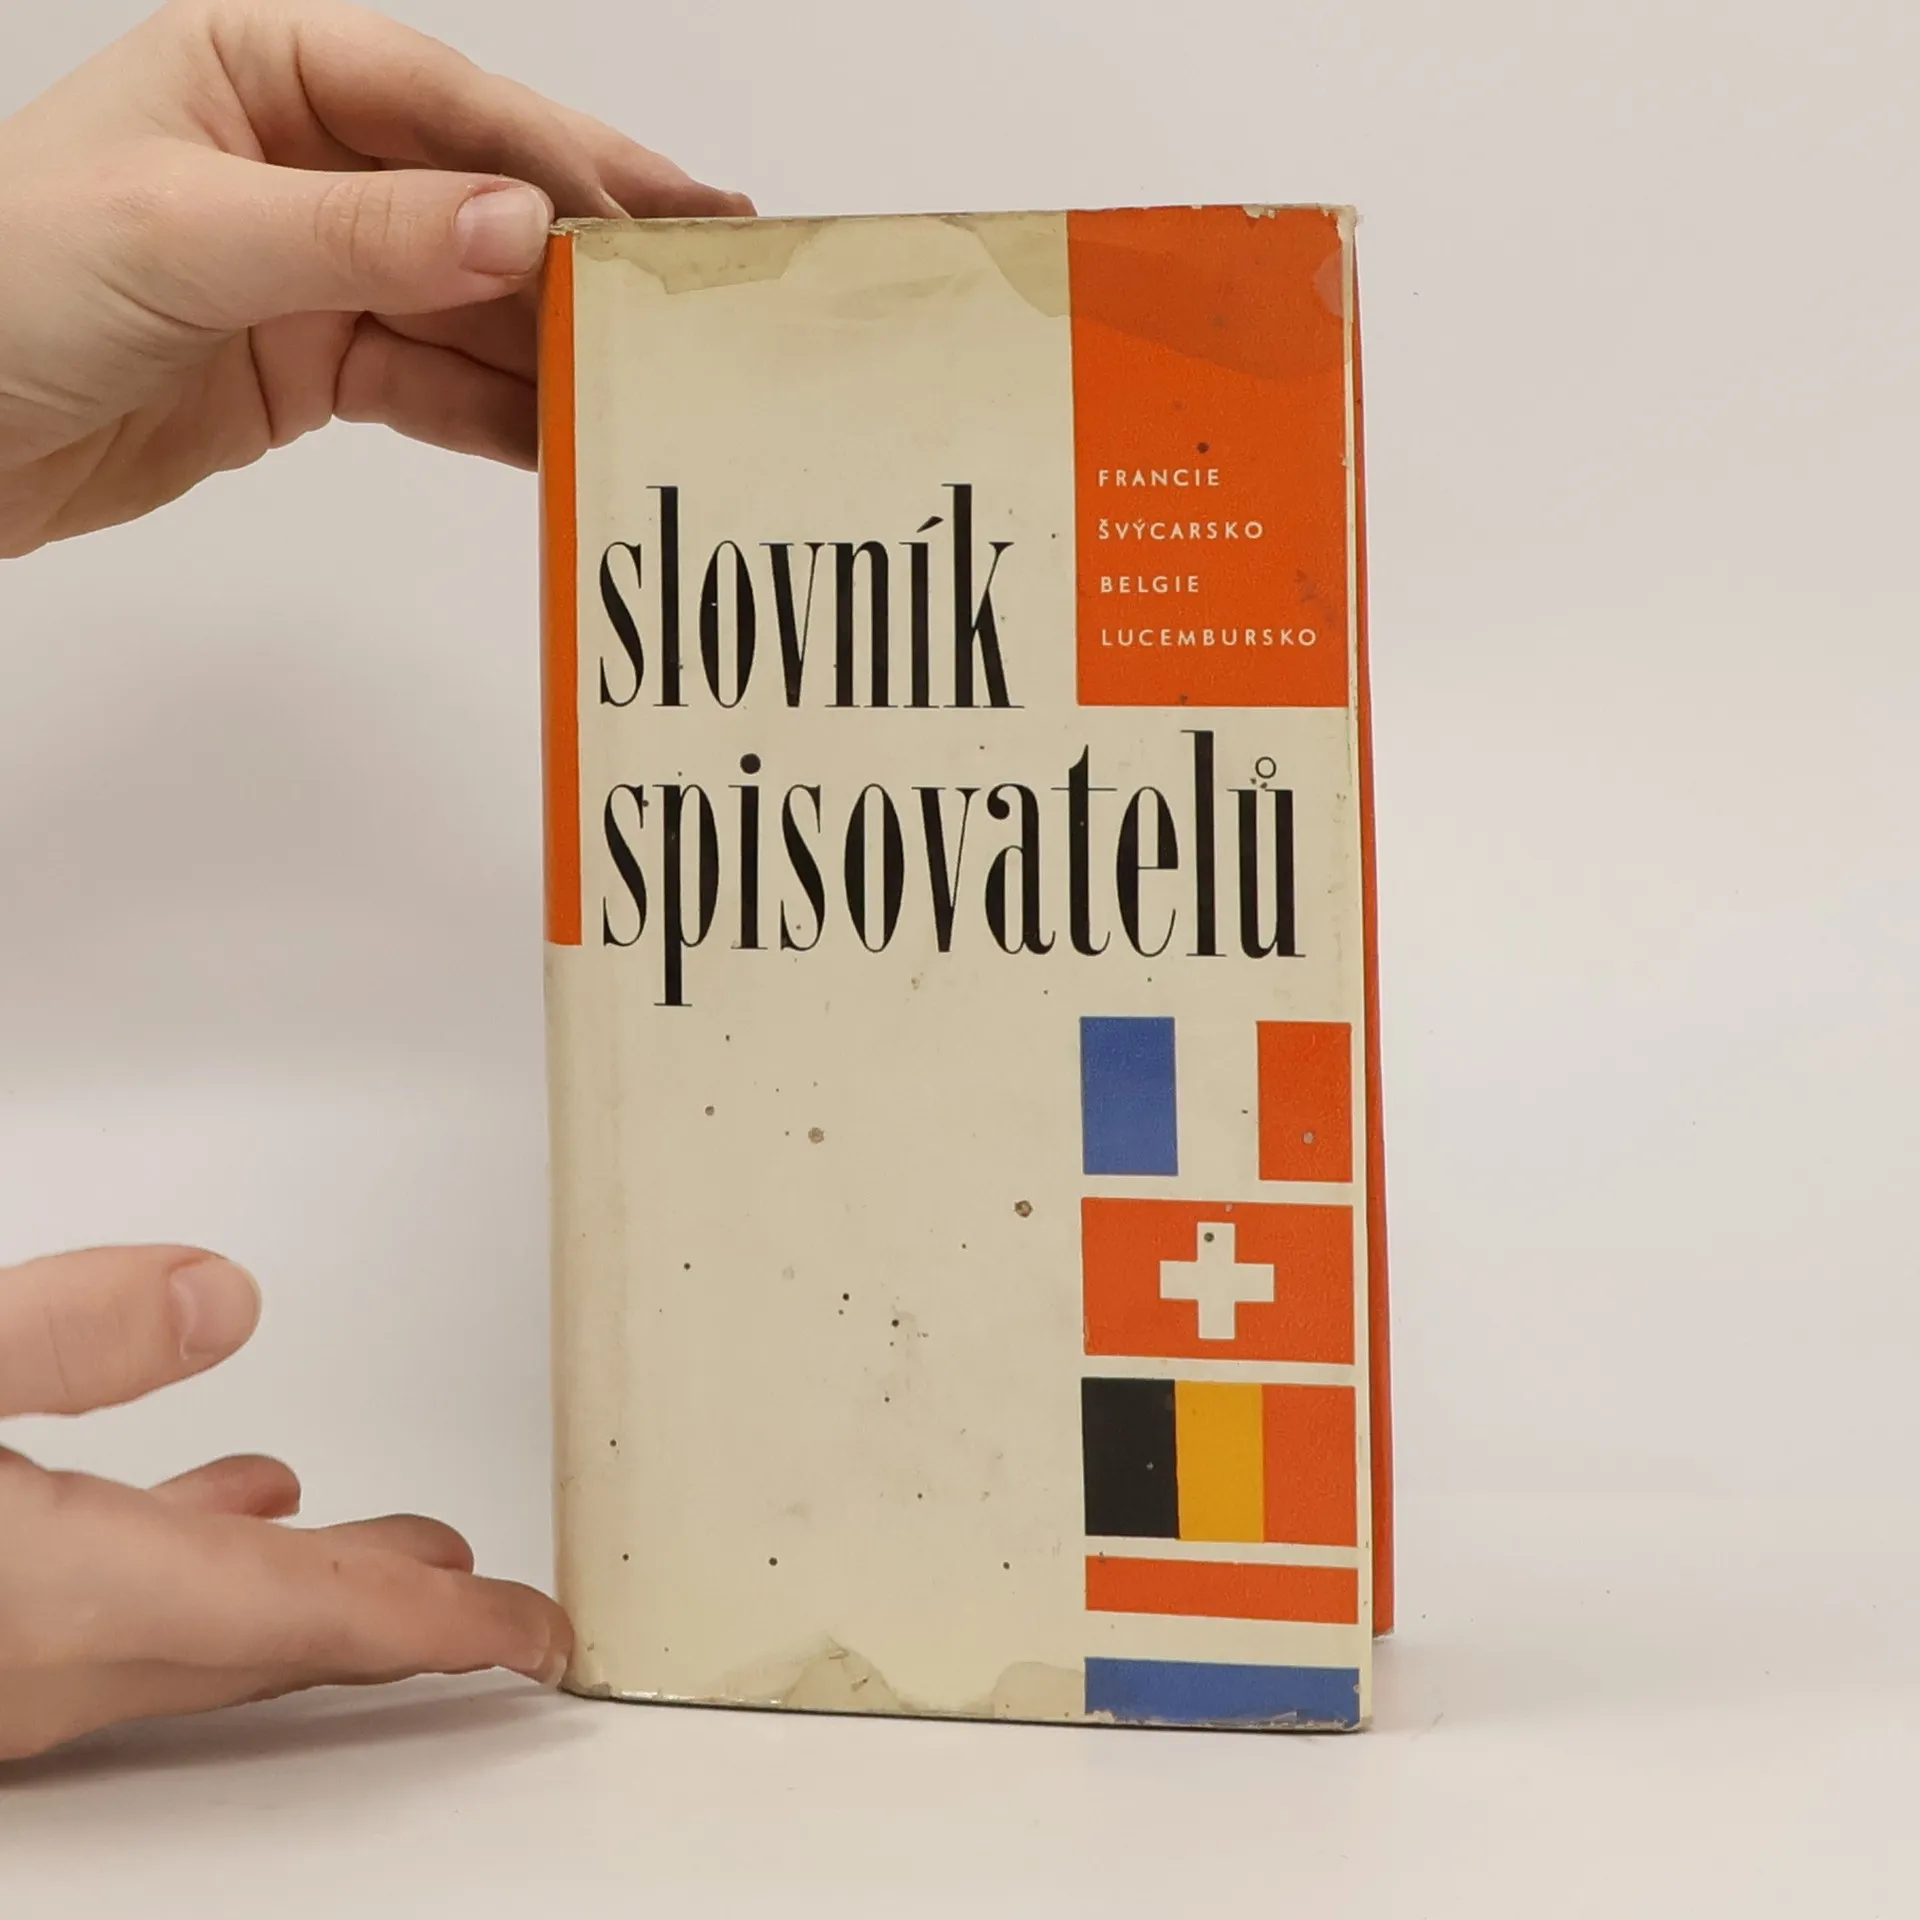 FRANCIE
ŠVÝCARSKO
BELGIE
LUCEMBURSKO
slovník
spisovatelů